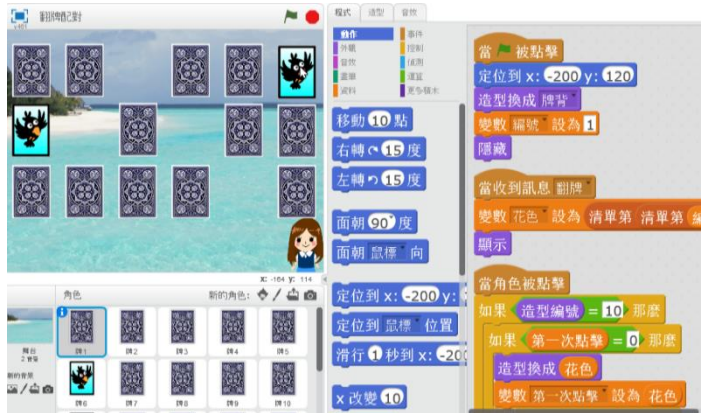 程式 造型 音效
動作 事件
外觀 控制
音效 偵測
畫筆 運算
資料 更多積木
移動 10 點
右轉 15 度
左轉 15 度
面朝 90 度
面朝 鼠標 向
定位到 x: -200 y:
定位到 鼠標 位置
滑行 1 秒到 x: -200
x 改變 10
當 被點擊
定位到 x: -200 y: 120
造型換成 牌背
變數 編號 設為 1
隱藏
當收到訊息 翻牌
變數 花色 設為 清單第 清單第
顯示
當角色被點擊
如果 造型編號 = 10 那麼
如果 第一次點擊 = 0 那麼
造型換成 花色
變數 第一次點擊 設為 花色
x: -164 y: 114
角色 新的角色:
牌1 牌2 牌3 牌4 牌5
牌6 牌7 牌8 牌9 牌10
舞台
2 背景
新的背景